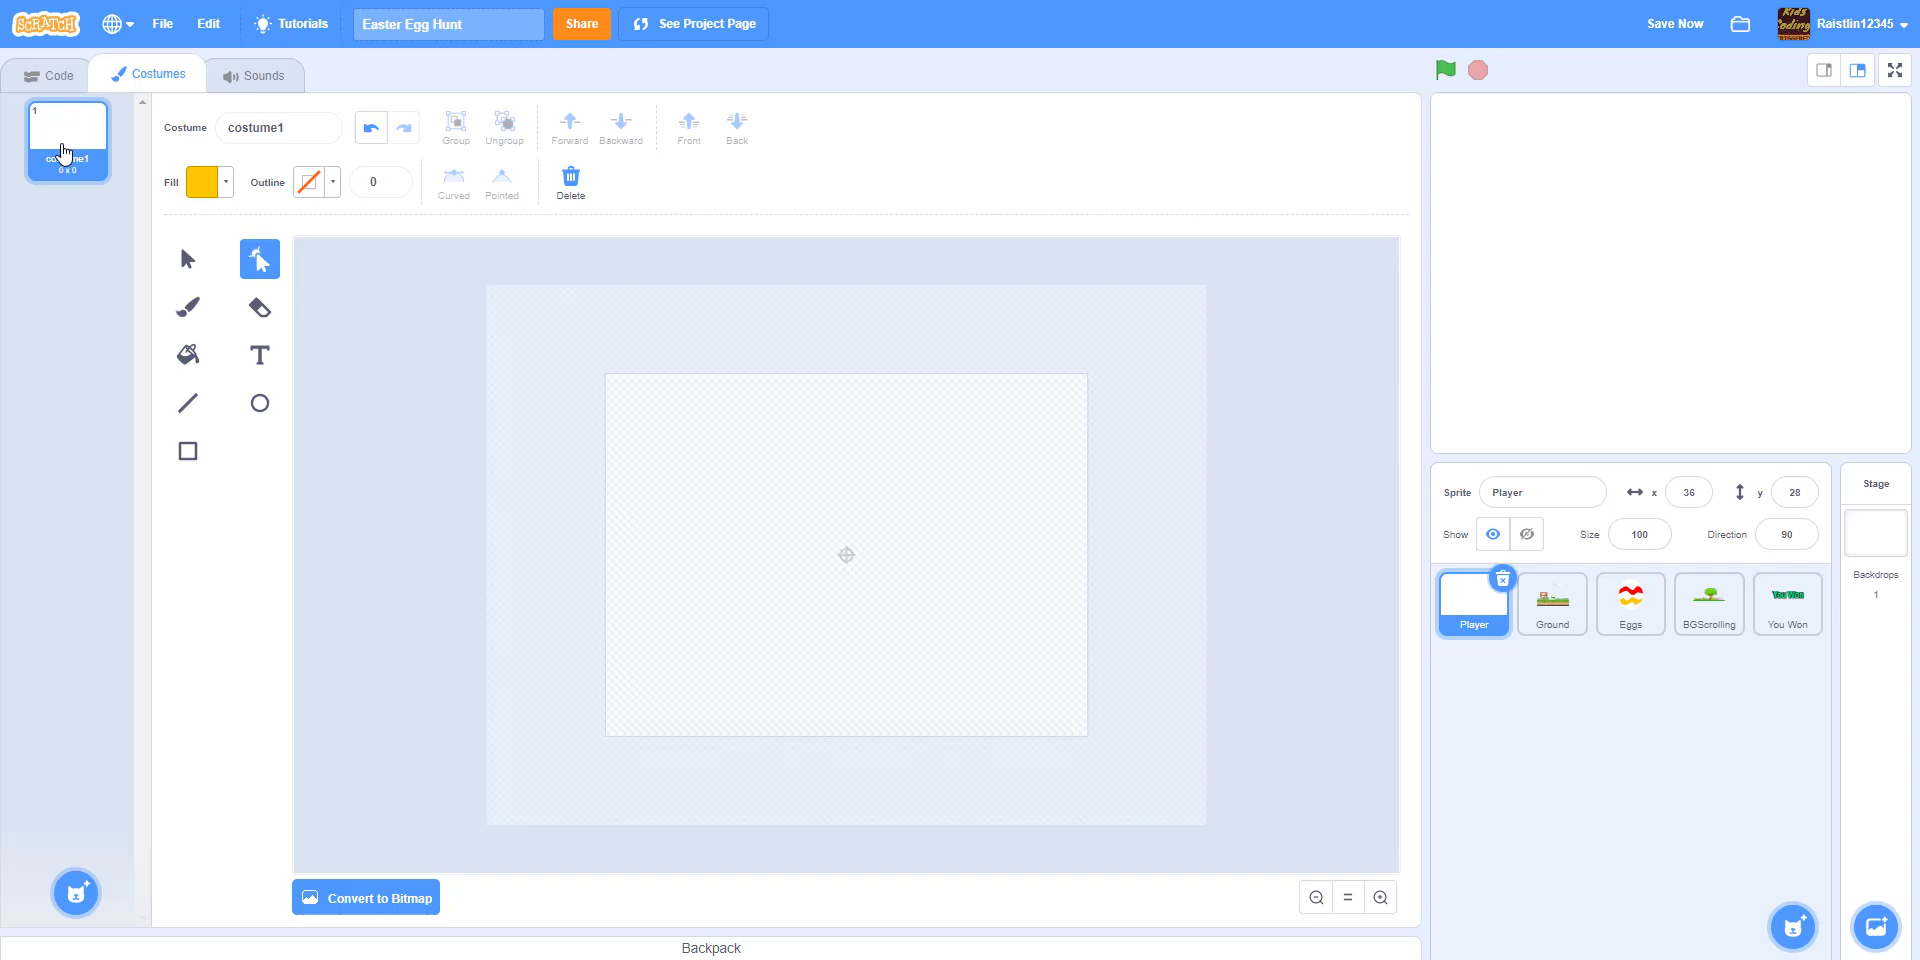 SCRATCH
File
Edit
Tutorials
Easter Egg Hunt
Share
See Project Page
Save Now
Raistlin12345
Code
Costumes
Sounds
1
0 x 0
Costume
costume1
Group
Ungroup
Forward
Backward
Front
Back
Fill
Outline
0
Curved
Pointed
Delete
Convert to Bitmap
Backpack
Sprite
Player
x
36
y
28
Show
Size
100
Direction
90
Player
Ground
Eggs
BGScrolling
You Won
You Won
Stage
Backdrops
1